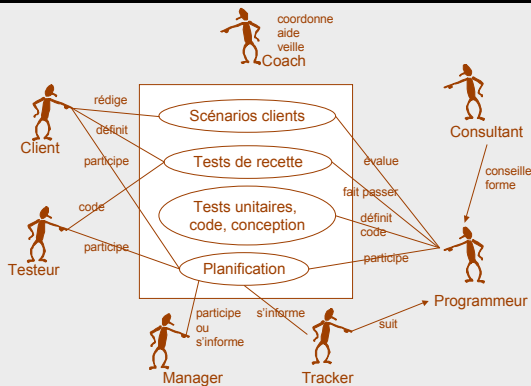 coordonne
aide
veille
Coach
rédige
Scénarios clients
Client
définit
Consultant
participe
Tests de recette
évalue
conseille
forme
fait passer
code
Tests unitaires,
code, conception
définit
code
Testeur
participe
Planification
participe
Programmeur
participe
ou
s'informe
s'informe
suit
Manager
Tracker